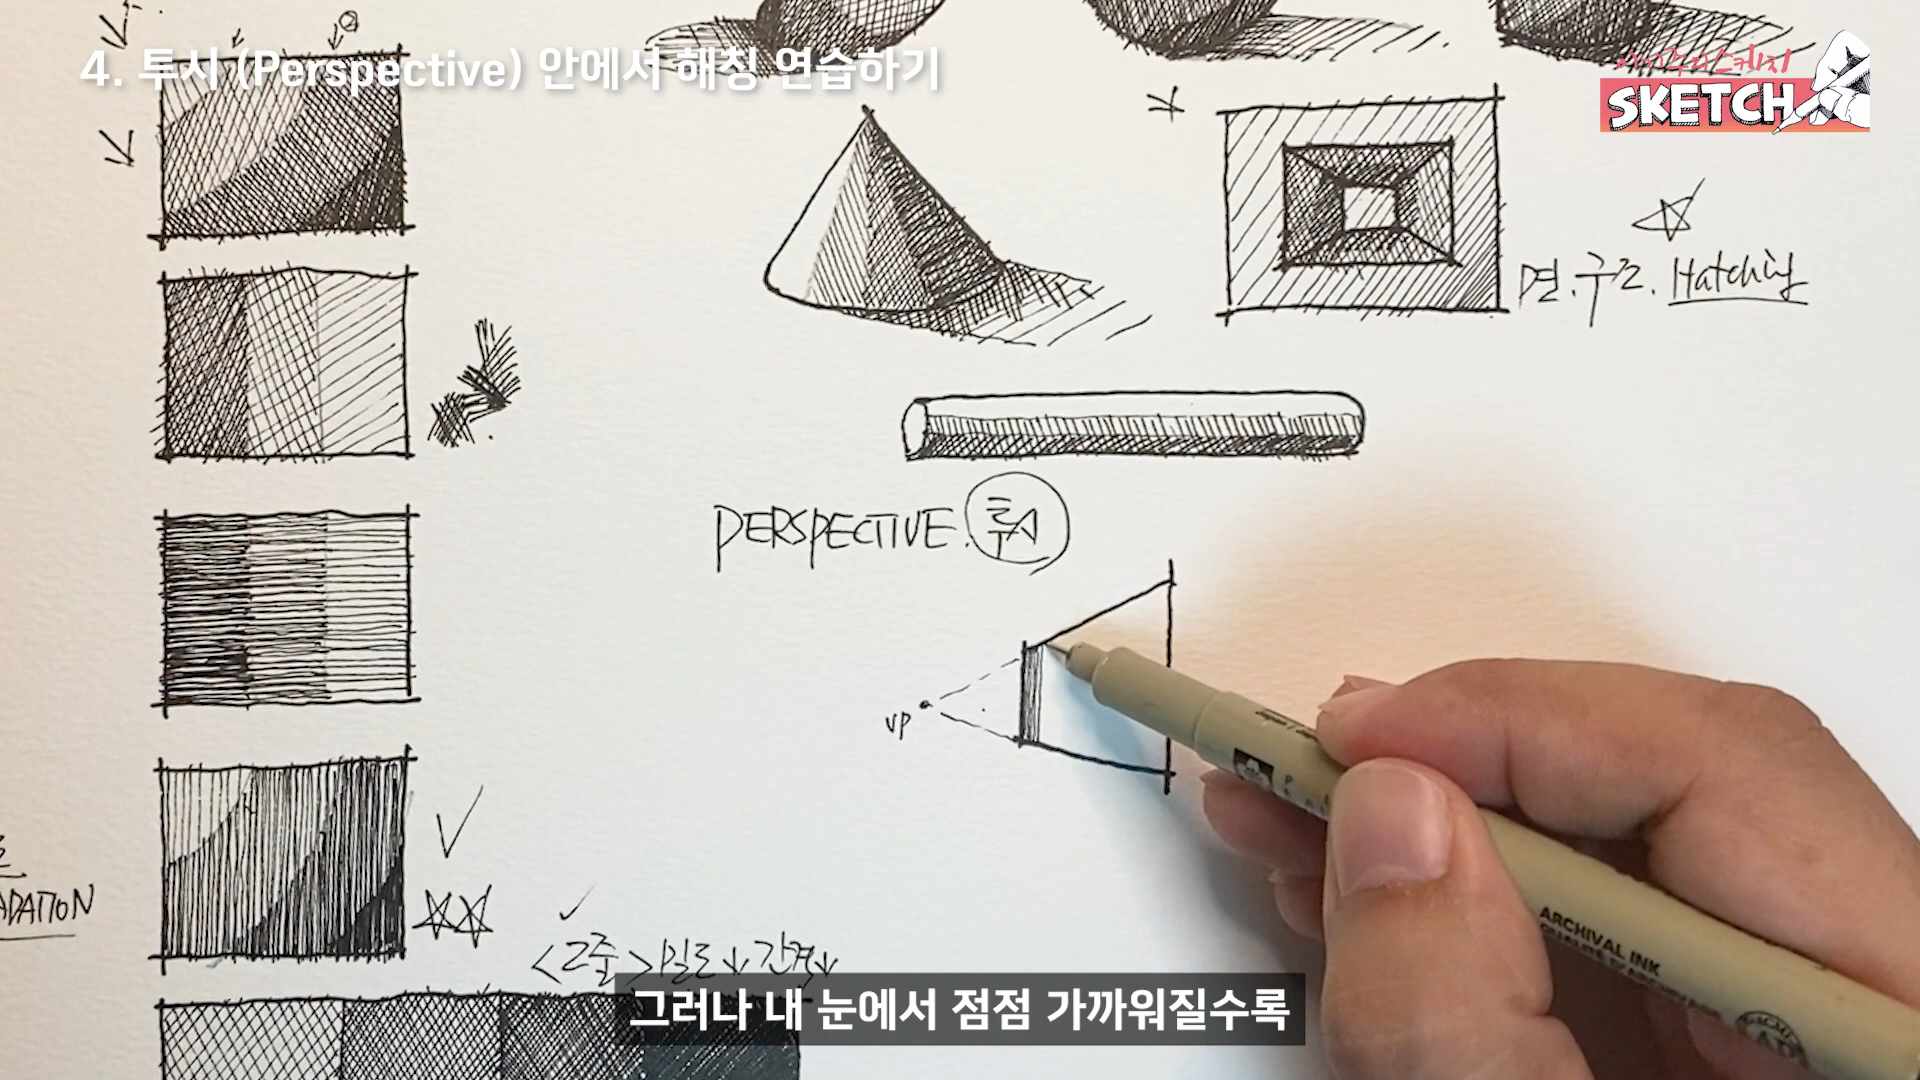 4. 투시 (Perspective) 안에서 해칭 연습하기
SKETCH
면.구조. Hatching
PERSPECTIVE. 투시
VP
ADATION
밀도↓ 간격↓
ARCHIVAL INK
그러나 내 눈에서 점점 가까워질수록